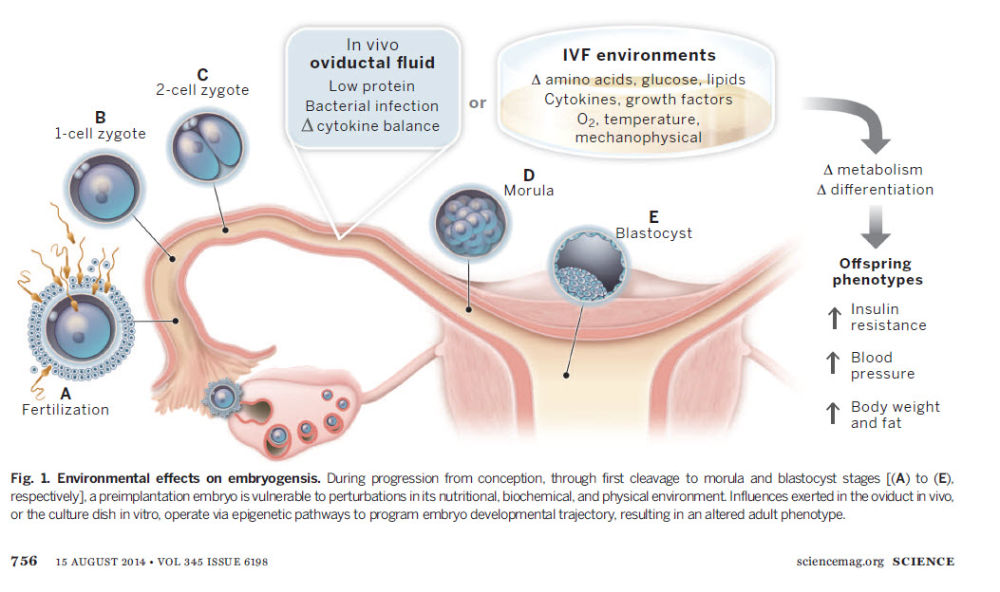 In vivo
oviductal fluid
Low protein
Bacterial infection
Δ cytokine balance
or
IVF environments
Δ amino acids, glucose, lipids
Cytokines, growth factors
O₂, temperature,
mechanophysical
C
2-cell zygote
B
1-cell zygote
D
Morula
E
Blastocyst
A
Fertilization
Δ metabolism
Δ differentiation
Offspring
phenotypes
↑ Insulin
resistance
↑ Blood
pressure
↑ Body weight
and fat
Fig. 1. Environmental effects on embryogensis. During progression from conception, through first cleavage to morula and blastocyst stages [(A) to (E),
respectively], a preimplantation embryo is vulnerable to perturbations in its nutritional, biochemical, and physical environment. Influences exerted in the oviduct in vivo,
or the culture dish in vitro, operate via epigenetic pathways to program embryo developmental trajectory, resulting in an altered adult phenotype.
756 15 AUGUST 2014 • VOL 345 ISSUE 6198
sciencemag.org SCIENCE